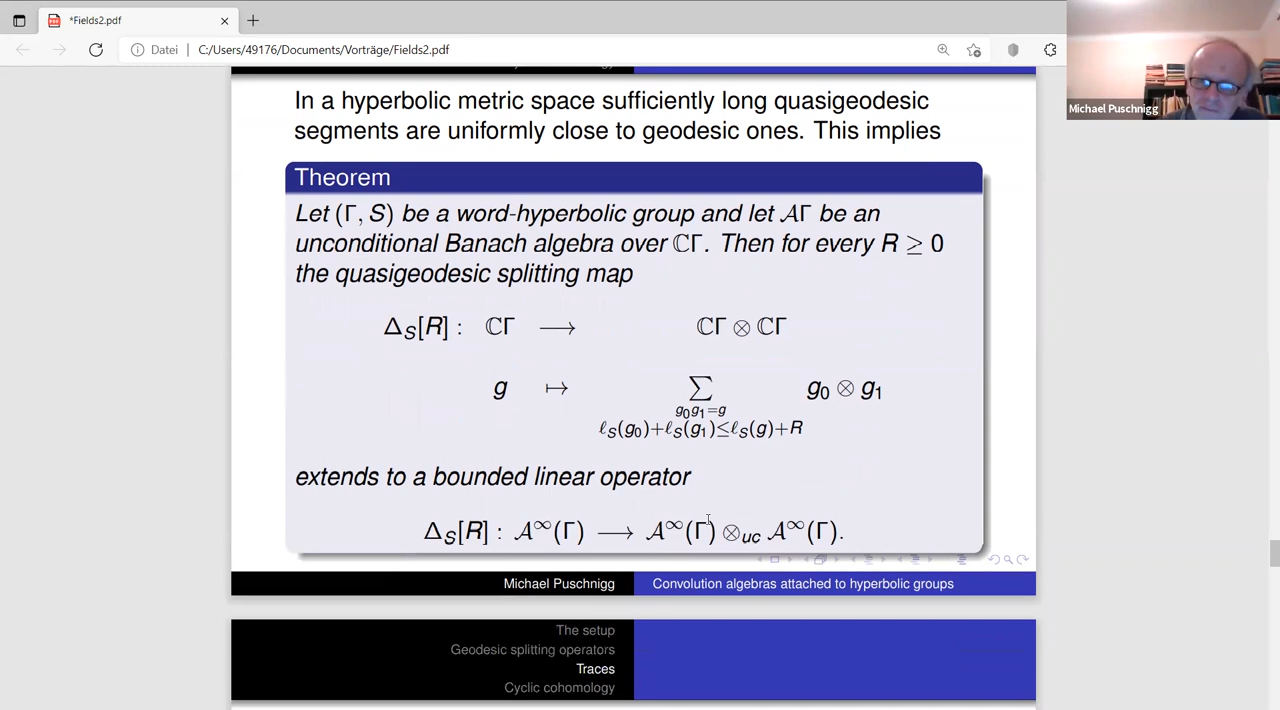 *Fields2.pdf
Datei
C:/Users/49176/Documents/Vorträge/Fields2.pdf
Michael Puschnigg
In a hyperbolic metric space sufficiently long quasigeodesic
segments are uniformly close to geodesic ones. This implies
Theorem
Let (Γ, S) be a word-hyperbolic group and let 𝒜Γ be an
unconditional Banach algebra over ℂΓ. Then for every R ≥ 0
the quasigeodesic splitting map
Δ_S[R] : ℂΓ ⟶ ℂΓ ⊗ ℂΓ
g ↦ ∑ g₀ ⊗ g₁
g₀g₁=g
ℓ_S(g₀)+ℓ_S(g₁)≤ℓ_S(g)+R
extends to a bounded linear operator
Δ_S[R] : 𝒜^∞(Γ) ⟶ 𝒜^∞(Γ) ⊗_uc 𝒜^∞(Γ).
Michael Puschnigg
Convolution algebras attached to hyperbolic groups
The setup
Geodesic splitting operators
Traces
Cyclic cohomology